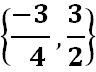 { -3/4 , 3/2 }